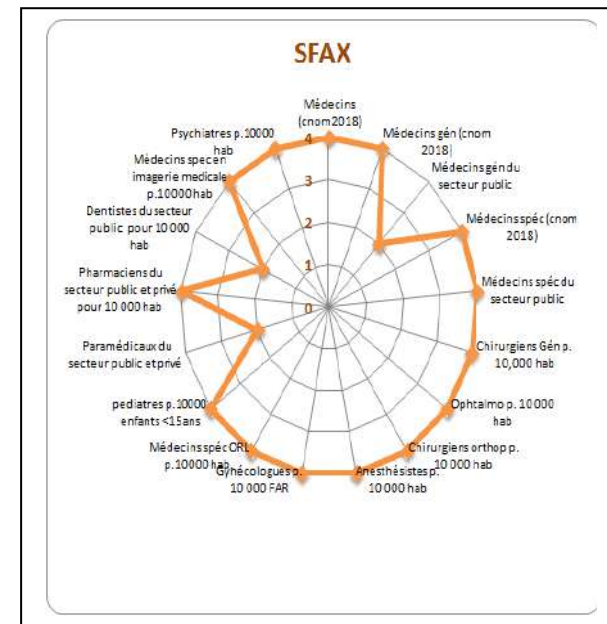 SFAX
Médecins
(cnom 2018)
Médecins gén (cnom
2018)
Médecins gén du
secteur public
Médecins spéc (cnom
2018)
Médecins spéc du
secteur public
Chirurgiens Gén p.
10,000 hab
Ophtalmo p. 10 000
hab
Chirurgiens orthop p.
10 000 hab
Anesthésistes p.
10 000 hab
Gynécologues p.
10 000 FAR
Médecins spéc ORL
p.10000 hab
pediatres p.10000
enfants <15ans
Paramédicaux du
secteur public et privé
Pharmaciens du
secteur public et privé
pour 10 000 hab
Dentistes du secteur
public pour 10 000
hab
Médecins spec en
imagerie medicale
p.10000 hab
Psychiatres p.10000
hab
4
3
2
1
0